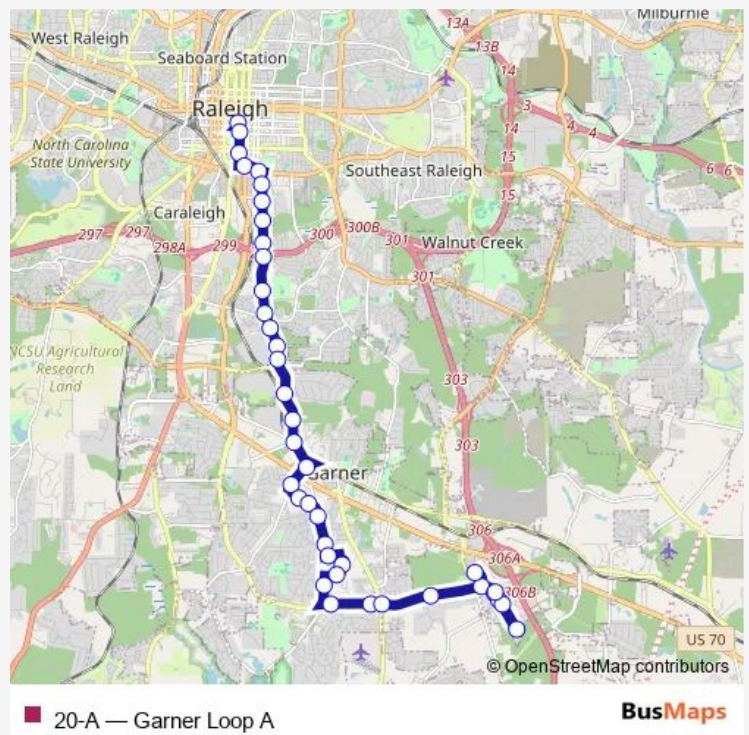 Milburnie
13A
West Raleigh
13B
Seaboard Station
14
Raleigh
3
4
4
14
North Carolina
State University
15
6 6
Southeast Raleigh
15
Caraleigh
297
297
298A
299
300
300B
301
Walnut Creek
301
NCSU Agricultural
Research
Land
303
303
Garner
306
306A
306B
US 70
© OpenStreetMap contributors
20-A — Garner Loop A
BusMaps